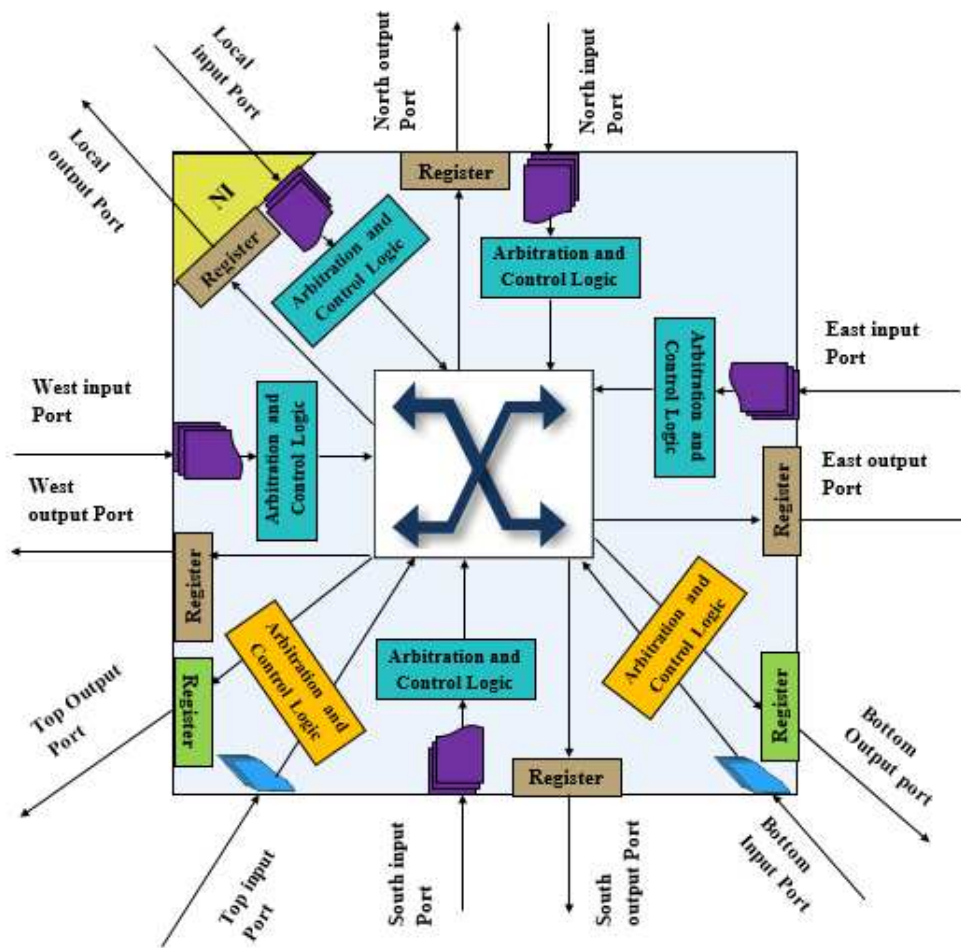 Local
input Port
North output
Port
North input
Port
Local
output Port
NI
Register
Register
Arbitration and
Control Logic
Arbitration and
Control Logic
East input
Port
Arbitration and
Control Logic
West input
Port
Arbitration and
Control Logic
West
output Port
East output
Port
Register
Register
Arbitration and
Control Logic
Arbitration and
Control Logic
Arbitration and
Control Logic
Top Output
Port
Register
Register
Bottom
Output port
Register
Top input
Port
South input
Port
South
output Port
Bottom
Input Port